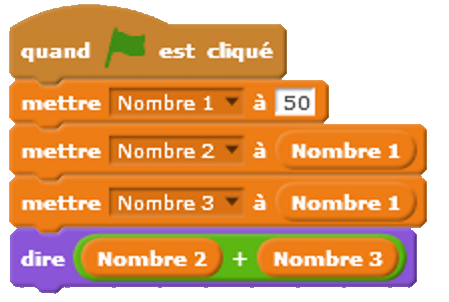 quand est cliqué
mettre Nombre 1 à 50
mettre Nombre 2 à Nombre 1
mettre Nombre 3 à Nombre 1
dire Nombre 2 + Nombre 3